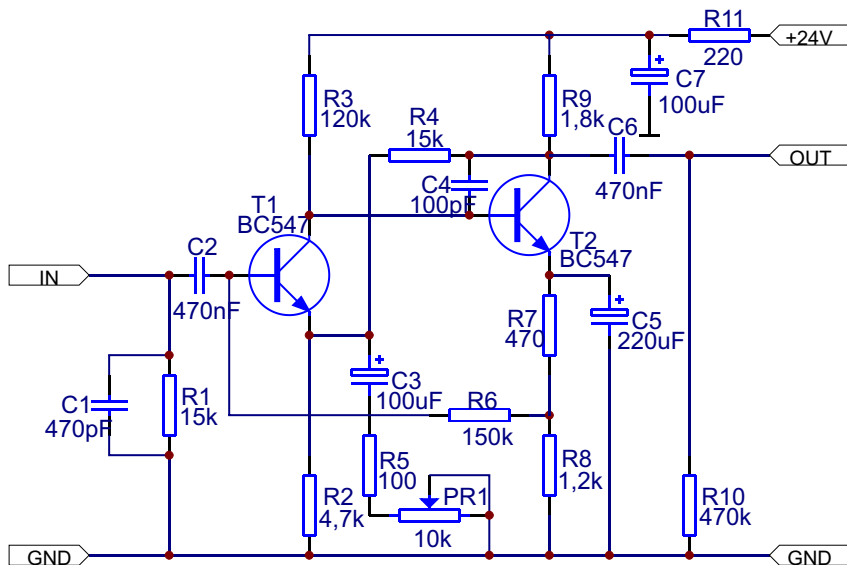 R11
+24V
220
C7
100uF
R3
120k
R4
15k
R9
1,8k
C6
OUT
470nF
C4
100pF
T1
BC547
T2
BC547
C2
IN
470nF
R7
470
C5
220uF
C3
100uF
R1
15k
C1
470pF
R6
150k
R5
100
PR1
R8
1,2k
R2
4,7k
10k
R10
470k
GND
GND